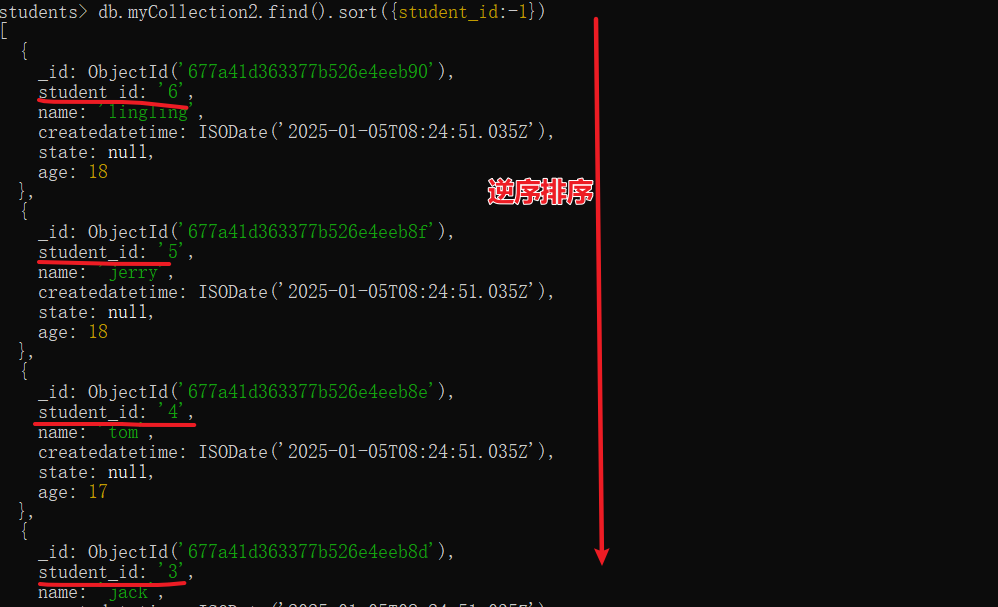 students> db.myCollection2.find().sort({student_id:-1})
[
{
_id: ObjectId('677a41d363377b526e4eeb90'),
student_id: '6',
name: 'lingling',
createdatetime: ISODate('2025-01-05T08:24:51.035Z'),
state: null,
age: 18
},
逆序排序
{
_id: ObjectId('677a41d363377b526e4eeb8f'),
student_id: '5',
name: 'jerry',
createdatetime: ISODate('2025-01-05T08:24:51.035Z'),
state: null,
age: 18
},
{
_id: ObjectId('677a41d363377b526e4eeb8e'),
student_id: '4',
name: 'tom',
createdatetime: ISODate('2025-01-05T08:24:51.035Z'),
state: null,
age: 17
},
{
_id: ObjectId('677a41d363377b526e4eeb8d'),
student_id: '3',
name: 'jack',